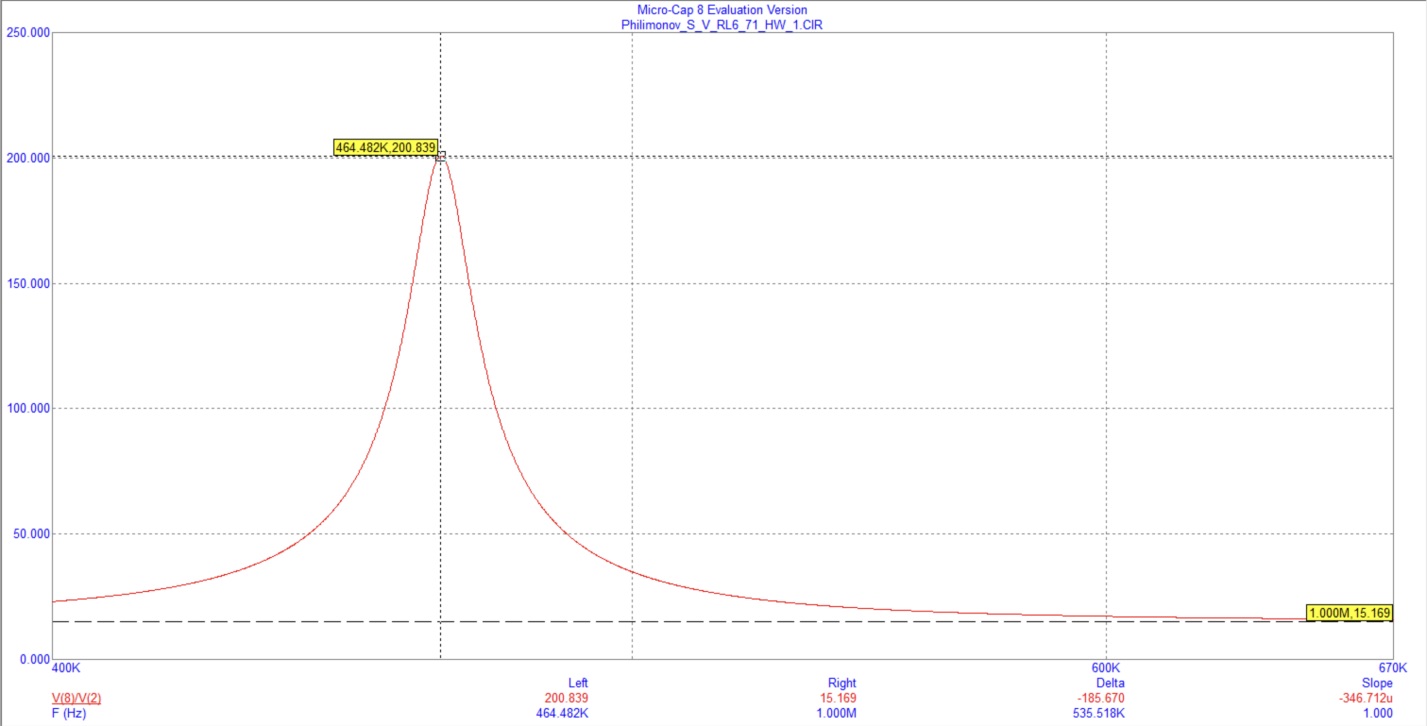 Micro-Cap 8 Evaluation Version
Philimonov_S_V_RL6_71_HW_1.CIR
250.000
464.482K,200.839
200.000
150.000
100.000
50.000
1.000M,15.169
0.000
400K 600K 670K
Left Right Delta Slope
V(8)/V(2) 200.839 15.169 -185.670 -346.712u
F (Hz) 464.482K 1.000M 535.518K 1.000